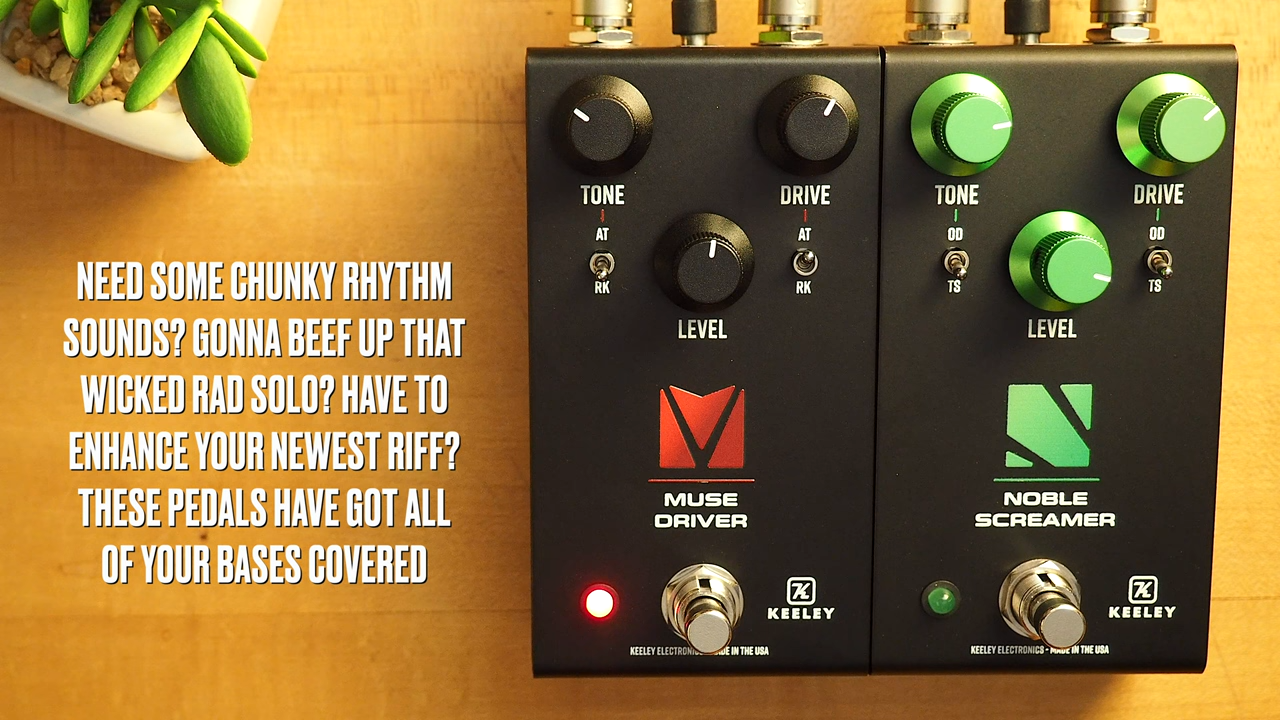 NEED SOME CHUNKY RHYTHM
SOUNDS? GONNA BEEF UP THAT
WICKED RAD SOLO? HAVE TO
ENHANCE YOUR NEWEST RIFF?
THESE PEDALS HAVE GOT ALL
OF YOUR BASES COVERED
TONE
DRIVE
AT
AT
RK
RK
LEVEL
MUSE
DRIVER
KEELEY
KEELEY ELECTRONICS - MADE IN THE USA
TONE
DRIVE
OD
OD
TS
TS
LEVEL
NOBLE
SCREAMER
KEELEY
KEELEY ELECTRONICS - MADE IN THE USA